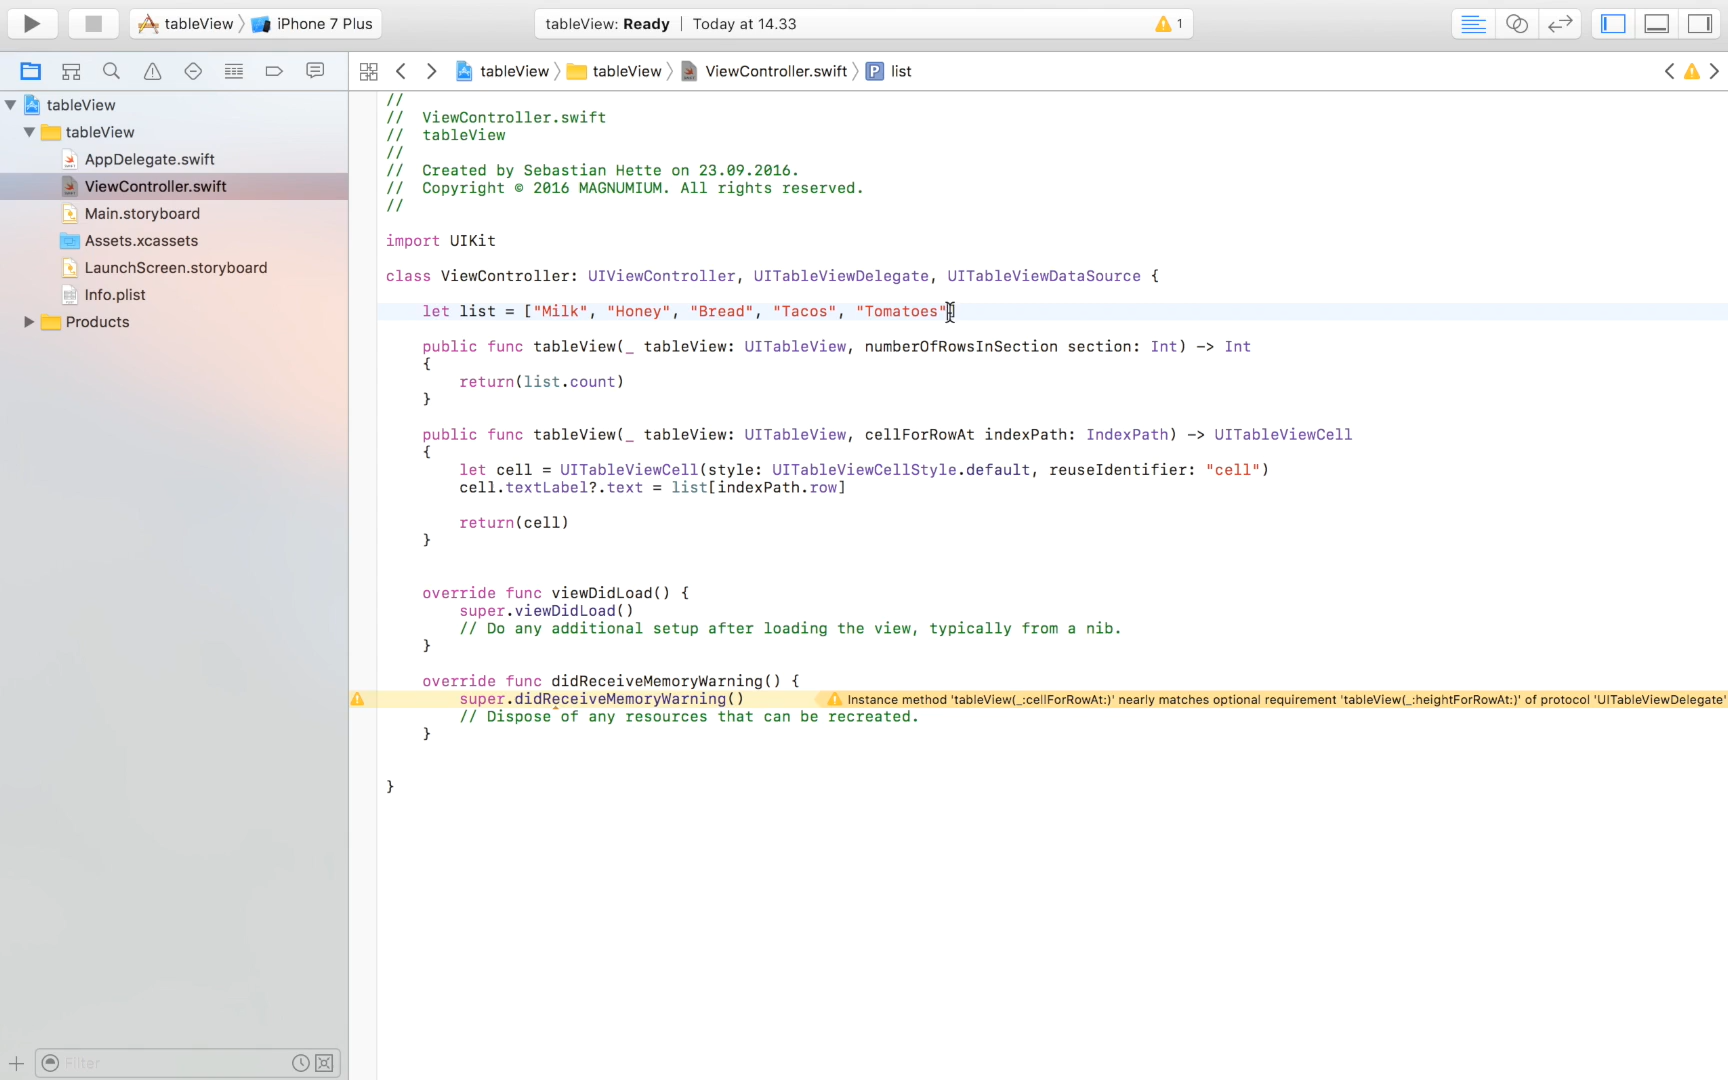 tableView 〉 iPhone 7 Plus
tableView: Ready | Today at 14.33
1
tableView 〉 tableView 〉 ViewController.swift 〉 P list
tableView
tableView
AppDelegate.swift
ViewController.swift
Main.storyboard
Assets.xcassets
LaunchScreen.storyboard
Info.plist
Products
Filter
//
//  ViewController.swift
//  tableView
//
//  Created by Sebastian Hette on 23.09.2016.
//  Copyright © 2016 MAGNUMIUM. All rights reserved.
//
import UIKit
class ViewController: UIViewController, UITableViewDelegate, UITableViewDataSource {
let list = ["Milk", "Honey", "Bread", "Tacos", "Tomatoes"]
public func tableView(_ tableView: UITableView, numberOfRowsInSection section: Int) -> Int
{
return(list.count)
}
public func tableView(_ tableView: UITableView, cellForRowAt indexPath: IndexPath) -> UITableViewCell
{
let cell = UITableViewCell(style: UITableViewCellStyle.default, reuseIdentifier: "cell")
cell.textLabel?.text = list[indexPath.row]
return(cell)
}
override func viewDidLoad() {
super.viewDidLoad()
// Do any additional setup after loading the view, typically from a nib.
}
override func didReceiveMemoryWarning() {
super.didReceiveMemoryWarning() Instance method 'tableView(_:cellForRowAt:)' nearly matches optional requirement 'tableView(_:heightForRowAt:)' of protocol 'UITableViewDelegate'
// Dispose of any resources that can be recreated.
}
}